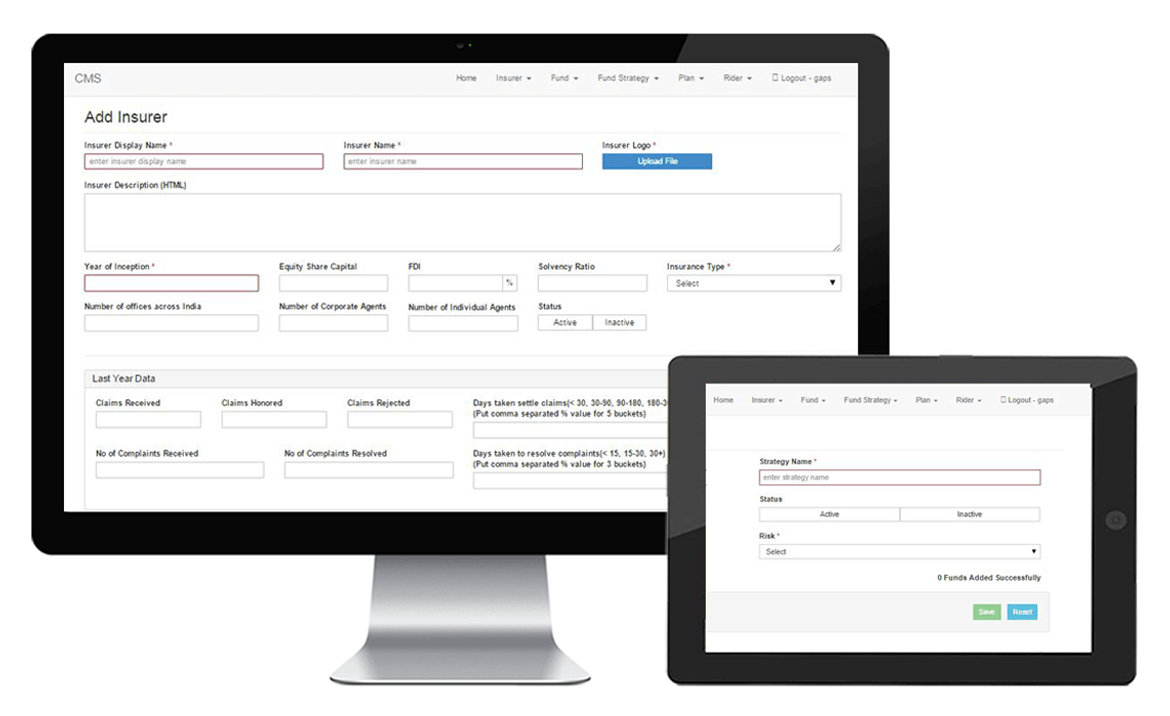 CMS
Home Insurer Fund Fund Strategy Plan Rider Logout - gaps
Add Insurer
Insurer Display Name * Insurer Name * Insurer Logo *
enter insurer display name enter insurer name Upload File
Insurer Description (HTML)
Year of Inception * Equity Share Capital FDI Solvency Ratio Insurance Type *
% Select
Number of offices across India Number of Corporate Agents Number of Individual Agents Status
Active Inactive
Last Year Data
Claims Received Claims Honored Claims Rejected Days taken settle claims(< 30, 30-90, 90-180, 180-3
(Put comma separated % value for 5 buckets)
No of Complaints Received No of Complaints Resolved Days taken to resolve complaints(< 15, 15-30, 30+)
(Put comma separated % value for 3 buckets)
Home Insurer Fund Fund Strategy Plan Rider Logout - gaps
Strategy Name *
enter strategy name
Status
Active Inactive
Risk *
Select
0 Funds Added Successfully
Save Reset